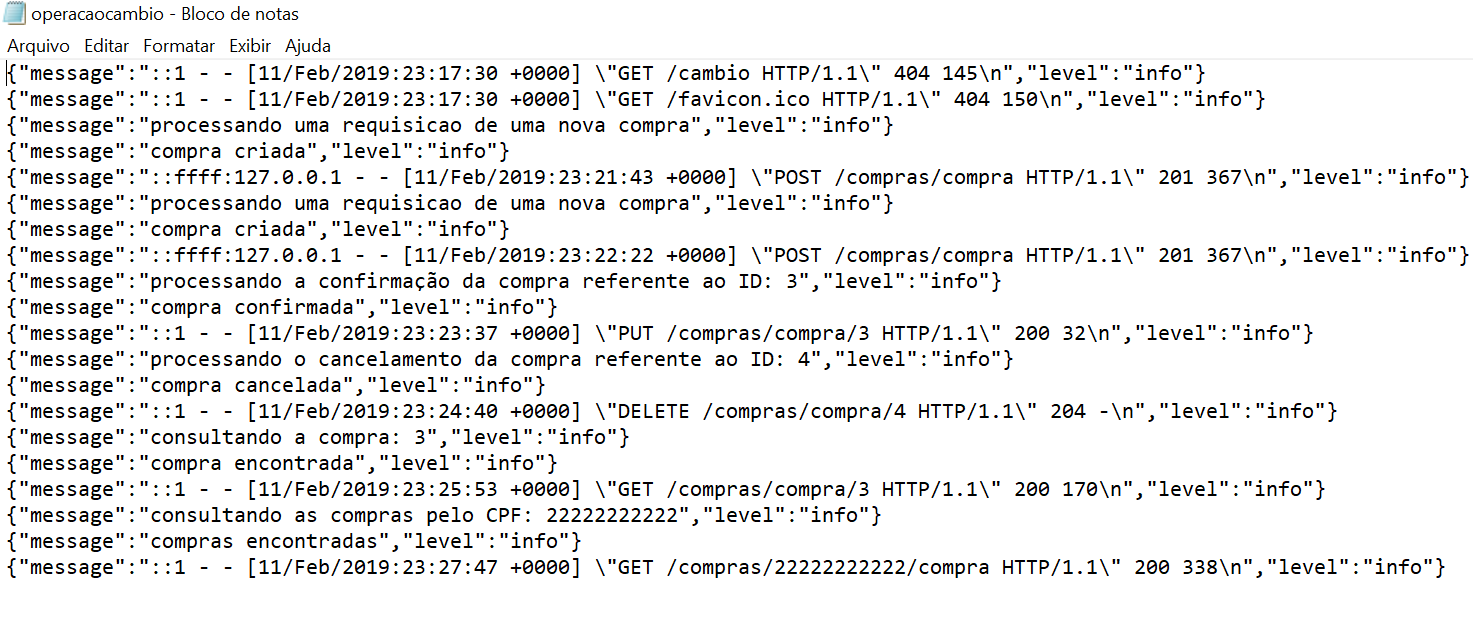 operacaocambio - Bloco de notas
Arquivo Editar Formatar Exibir Ajuda
{"message":"::1 - - [11/Feb/2019:23:17:30 +0000] \"GET /cambio HTTP/1.1\" 404 145\n","level":"info"}
{"message":"::1 - - [11/Feb/2019:23:17:30 +0000] \"GET /favicon.ico HTTP/1.1\" 404 150\n","level":"info"}
{"message":"processando uma requisicao de uma nova compra","level":"info"}
{"message":"compra criada","level":"info"}
{"message":"::ffff:127.0.0.1 - - [11/Feb/2019:23:21:43 +0000] \"POST /compras/compra HTTP/1.1\" 201 367\n","level":"info"}
{"message":"processando uma requisicao de uma nova compra","level":"info"}
{"message":"compra criada","level":"info"}
{"message":"::ffff:127.0.0.1 - - [11/Feb/2019:23:22:22 +0000] \"POST /compras/compra HTTP/1.1\" 201 367\n","level":"info"}
{"message":"processando a confirmação da compra referente ao ID: 3","level":"info"}
{"message":"compra confirmada","level":"info"}
{"message":"::1 - - [11/Feb/2019:23:23:37 +0000] \"PUT /compras/compra/3 HTTP/1.1\" 200 32\n","level":"info"}
{"message":"processando o cancelamento da compra referente ao ID: 4","level":"info"}
{"message":"compra cancelada","level":"info"}
{"message":"::1 - - [11/Feb/2019:23:24:40 +0000] \"DELETE /compras/compra/4 HTTP/1.1\" 204 -\n","level":"info"}
{"message":"consultando a compra: 3","level":"info"}
{"message":"compra encontrada","level":"info"}
{"message":"::1 - - [11/Feb/2019:23:25:53 +0000] \"GET /compras/compra/3 HTTP/1.1\" 200 170\n","level":"info"}
{"message":"consultando as compras pelo CPF: 22222222222","level":"info"}
{"message":"compras encontradas","level":"info"}
{"message":"::1 - - [11/Feb/2019:23:27:47 +0000] \"GET /compras/22222222222/compra HTTP/1.1\" 200 338\n","level":"info"}